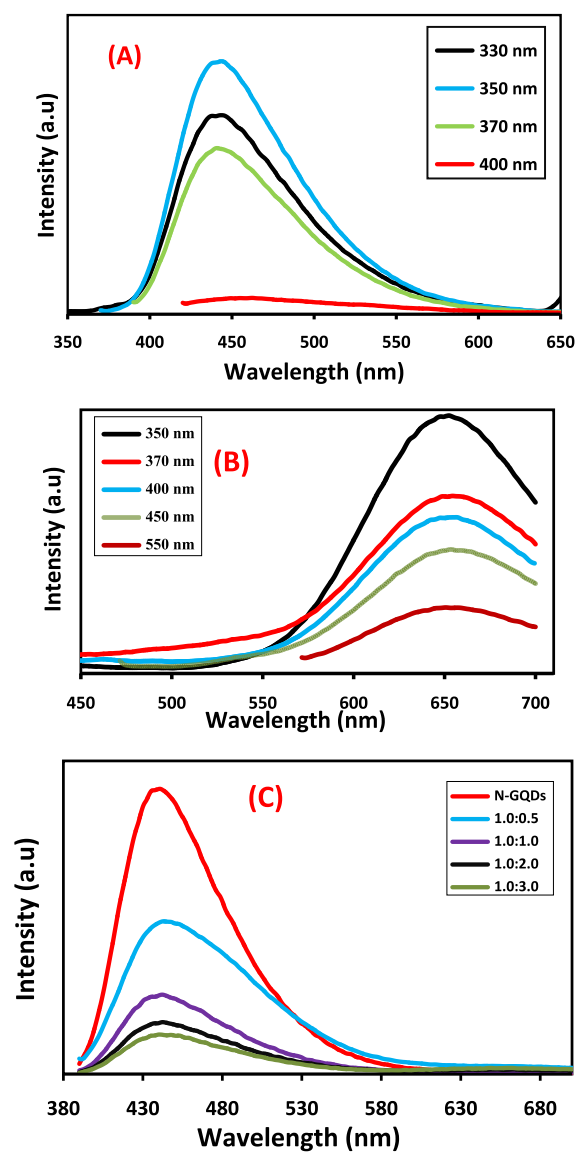 (A)
330 nm
350 nm
370 nm
400 nm
Intensity (a.u)
350 400 450 500 550 600 650
Wavelength (nm)
350 nm
370 nm
400 nm
450 nm
550 nm
(B)
Intensity (a.u)
450 500 550 600 650 700
Wavelength (nm)
(C)
N-GQDs
1.0:0.5
1.0:1.0
1.0:2.0
1.0:3.0
Intensity (a.u)
380 430 480 530 580 630 680
Wavelength (nm)